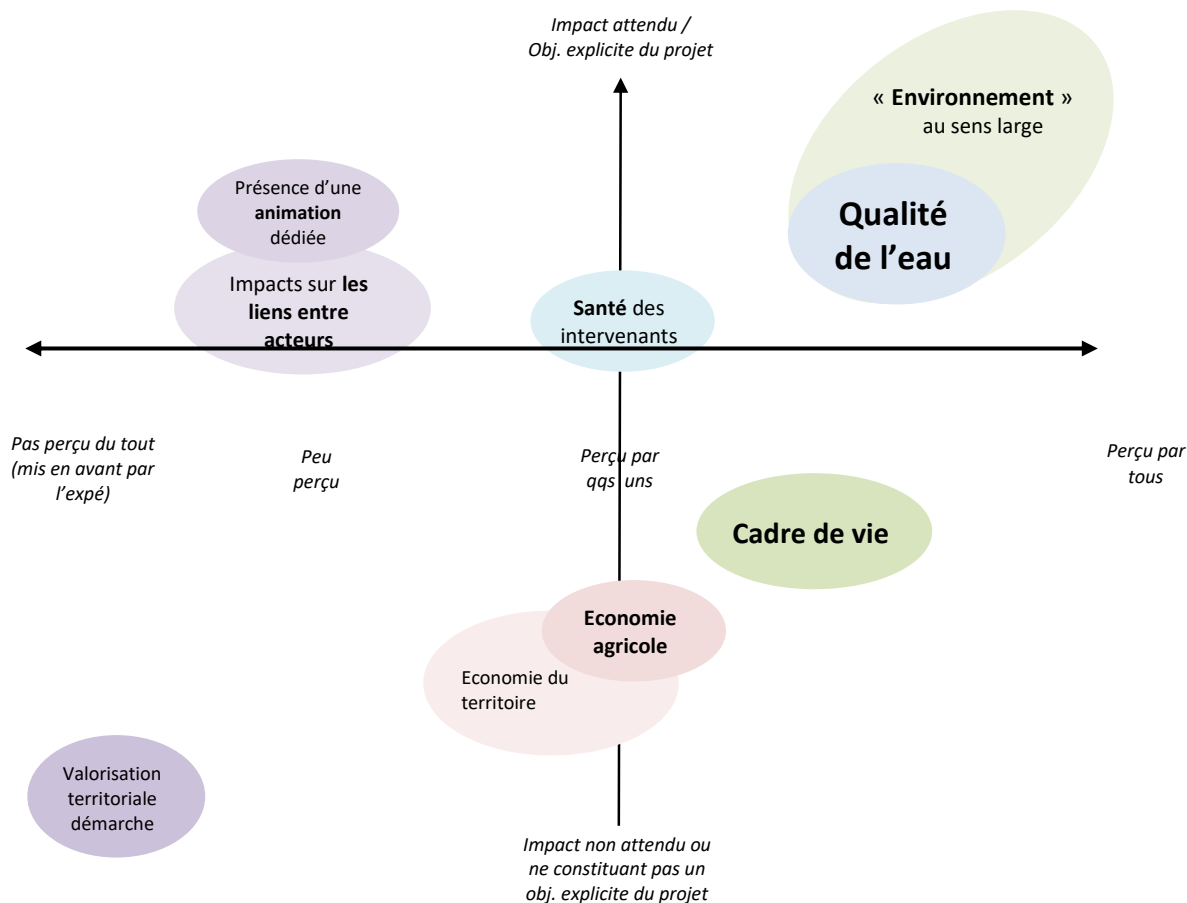 Impact attendu /
Obj. explicite du projet
« Environnement »
au sens large
Présence d’une
animation
dédiée
Qualité
de l’eau
Impacts sur les
liens entre
acteurs
Santé des
intervenants
Pas perçu du tout
(mis en avant par
l’expé)
Peu
perçu
Perçu par
qqs uns
Perçu par
tous
Cadre de vie
Economie
agricole
Economie du
territoire
Valorisation
territoriale
démarche
Impact non attendu ou
ne constituant pas un
obj. explicite du projet